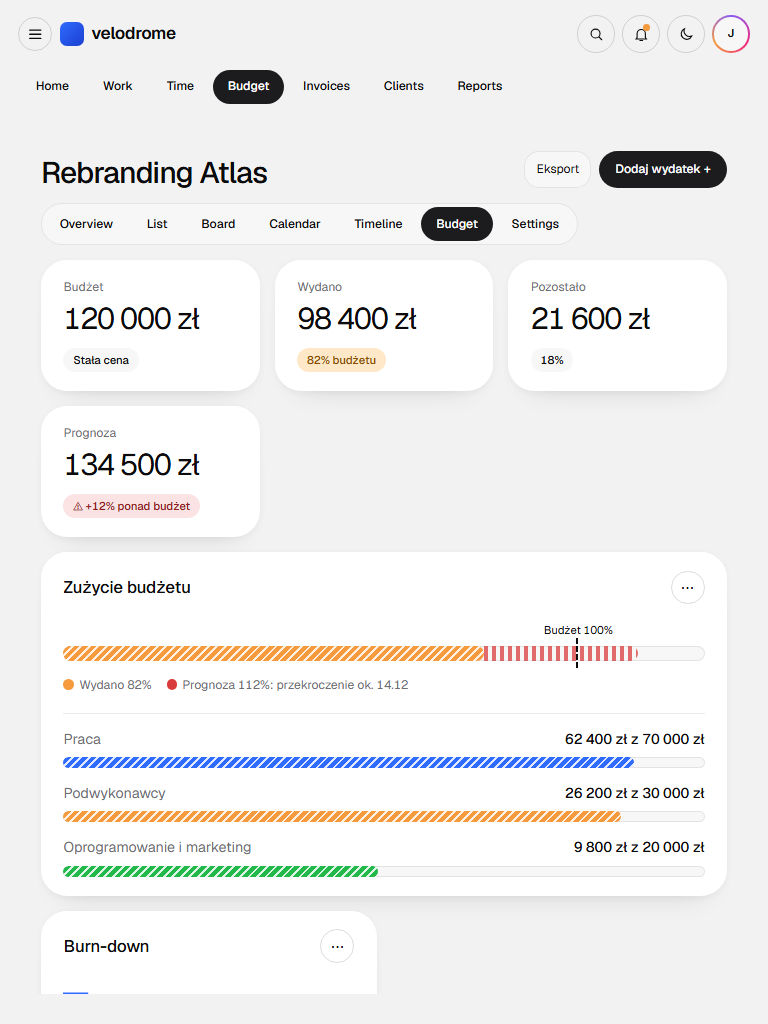 velodrome
J
Home Work Time Budget Invoices Clients Reports
Rebranding Atlas
Eksport Dodaj wydatek +
Overview List Board Calendar Timeline Budget Settings
Budżet
120 000 zł
Stała cena
Wydano
98 400 zł
82% budżetu
Pozostało
21 600 zł
18%
Prognoza
134 500 zł
+12% ponad budżet
Zużycie budżetu
Budżet 100%
Wydano 82% Prognoza 112%: przekroczenie ok. 14.12
Praca 62 400 zł z 70 000 zł
Podwykonawcy 26 200 zł z 30 000 zł
Oprogramowanie i marketing 9 800 zł z 20 000 zł
Burn-down